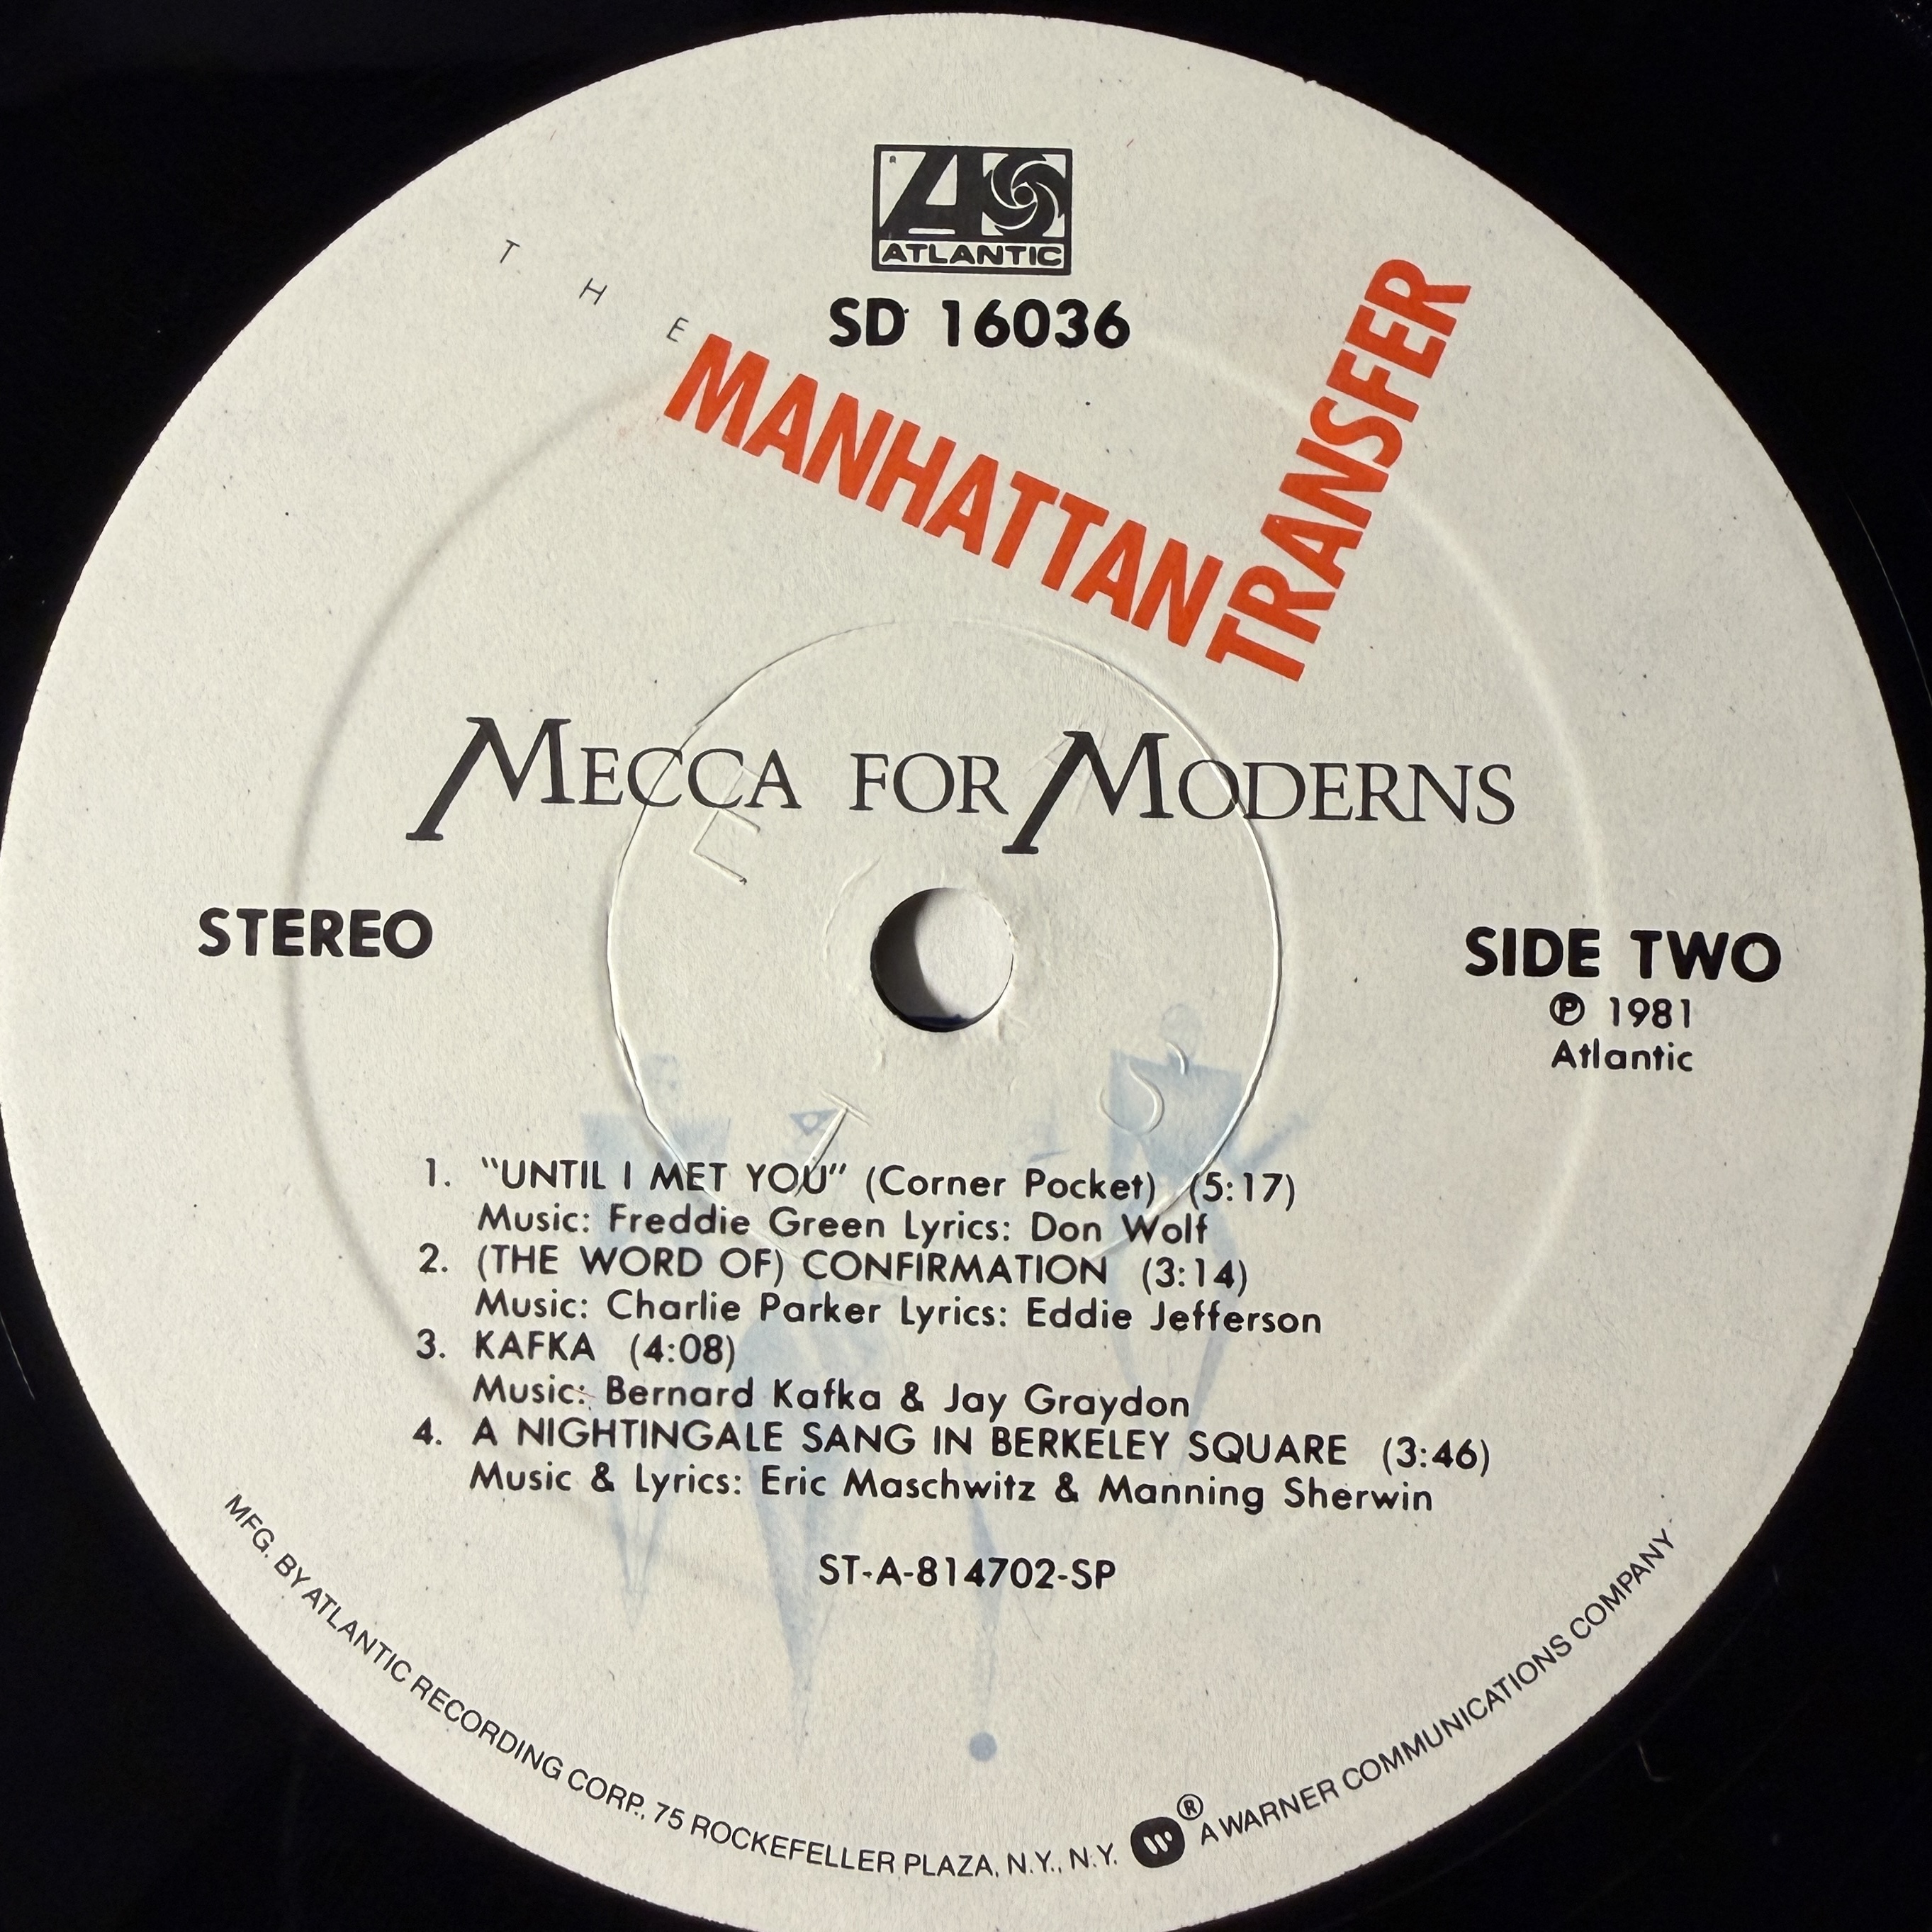 ATLANTIC
SD 16036
THE
MANHATTAN
TRANSFER
MECCA FOR MODERNS
STEREO
SIDE TWO
℗ 1981
Atlantic
1. "UNTIL I MET YOU" (Corner Pocket) (5:17)
Music: Freddie Green Lyrics: Don Wolf
2. (THE WORD OF) CONFIRMATION (3:14)
Music: Charlie Parker Lyrics: Eddie Jefferson
3. KAFKA (4:08)
Music: Bernard Kafka & Jay Graydon
4. A NIGHTINGALE SANG IN BERKELEY SQUARE (3:46)
Music & Lyrics: Eric Maschwitz & Manning Sherwin
ST-A-814702-SP
MFG. BY ATLANTIC RECORDING CORP., 75 ROCKEFELLER PLAZA, N.Y., N.Y. W® A WARNER COMMUNICATIONS COMPANY